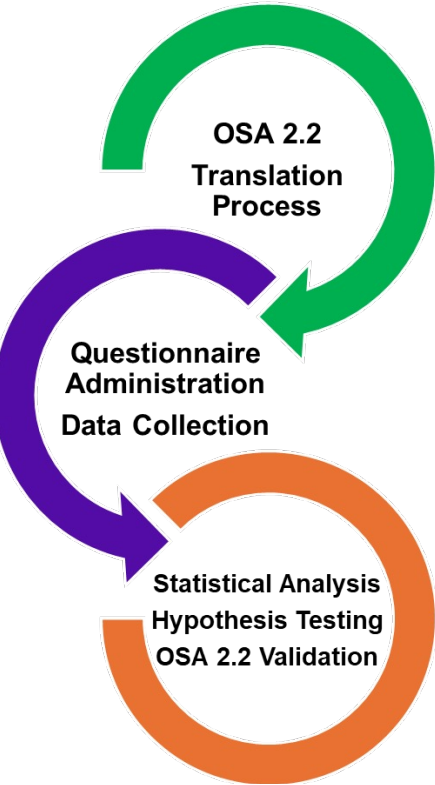 OSA 2.2
Translation
Process
Questionnaire
Administration
Data Collection
Statistical Analysis
Hypothesis Testing
OSA 2.2 Validation